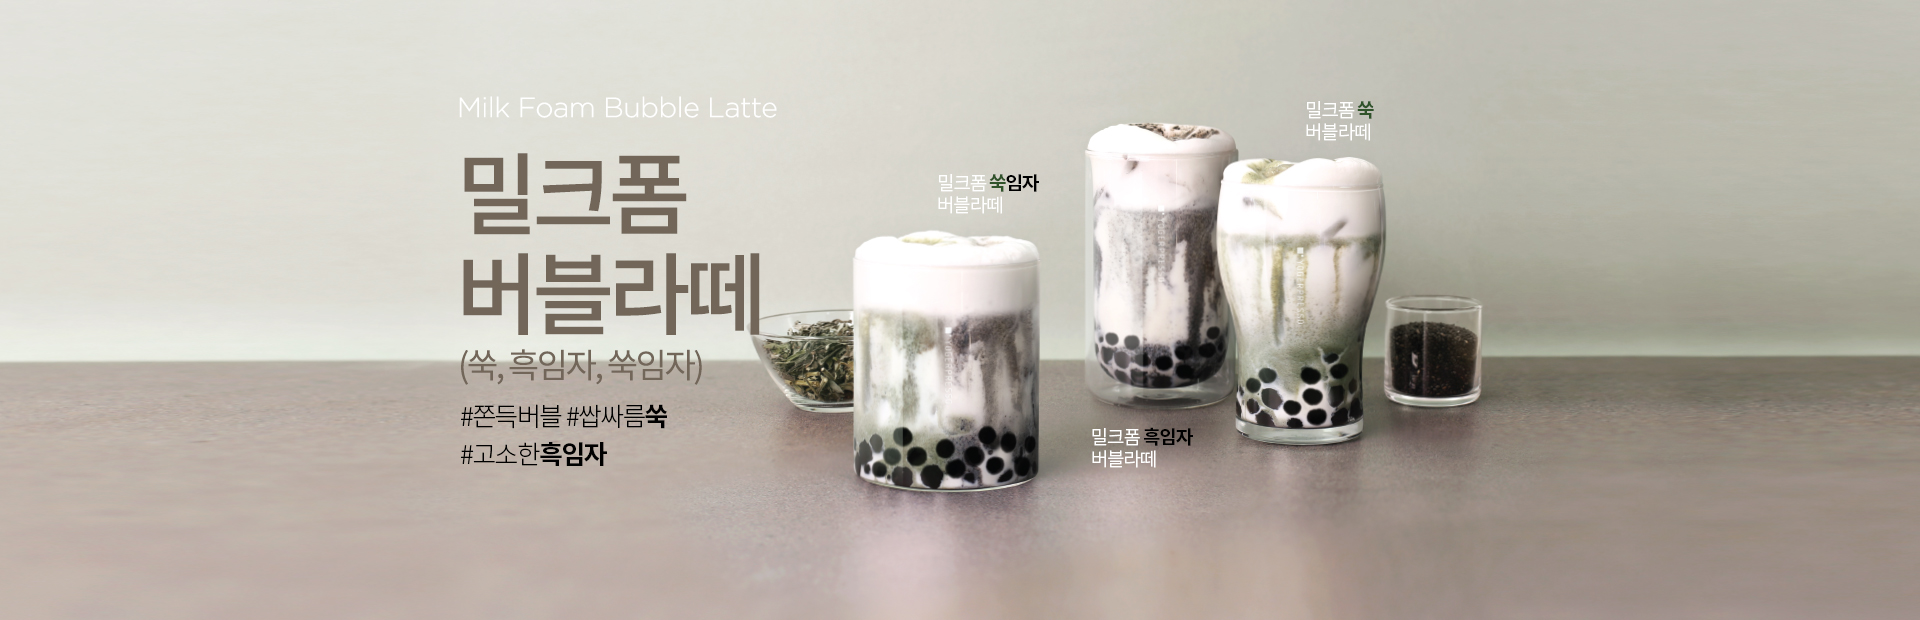 Milk Foam Bubble Latte
밀크폼
버블라떼
(쑥, 흑임자, 쑥임자)
#쫀득버블 #쌉싸름쑥
#고소한흑임자
밀크폼 쑥임자
버블라떼
밀크폼 흑임자
버블라떼
밀크폼 쑥
버블라떼